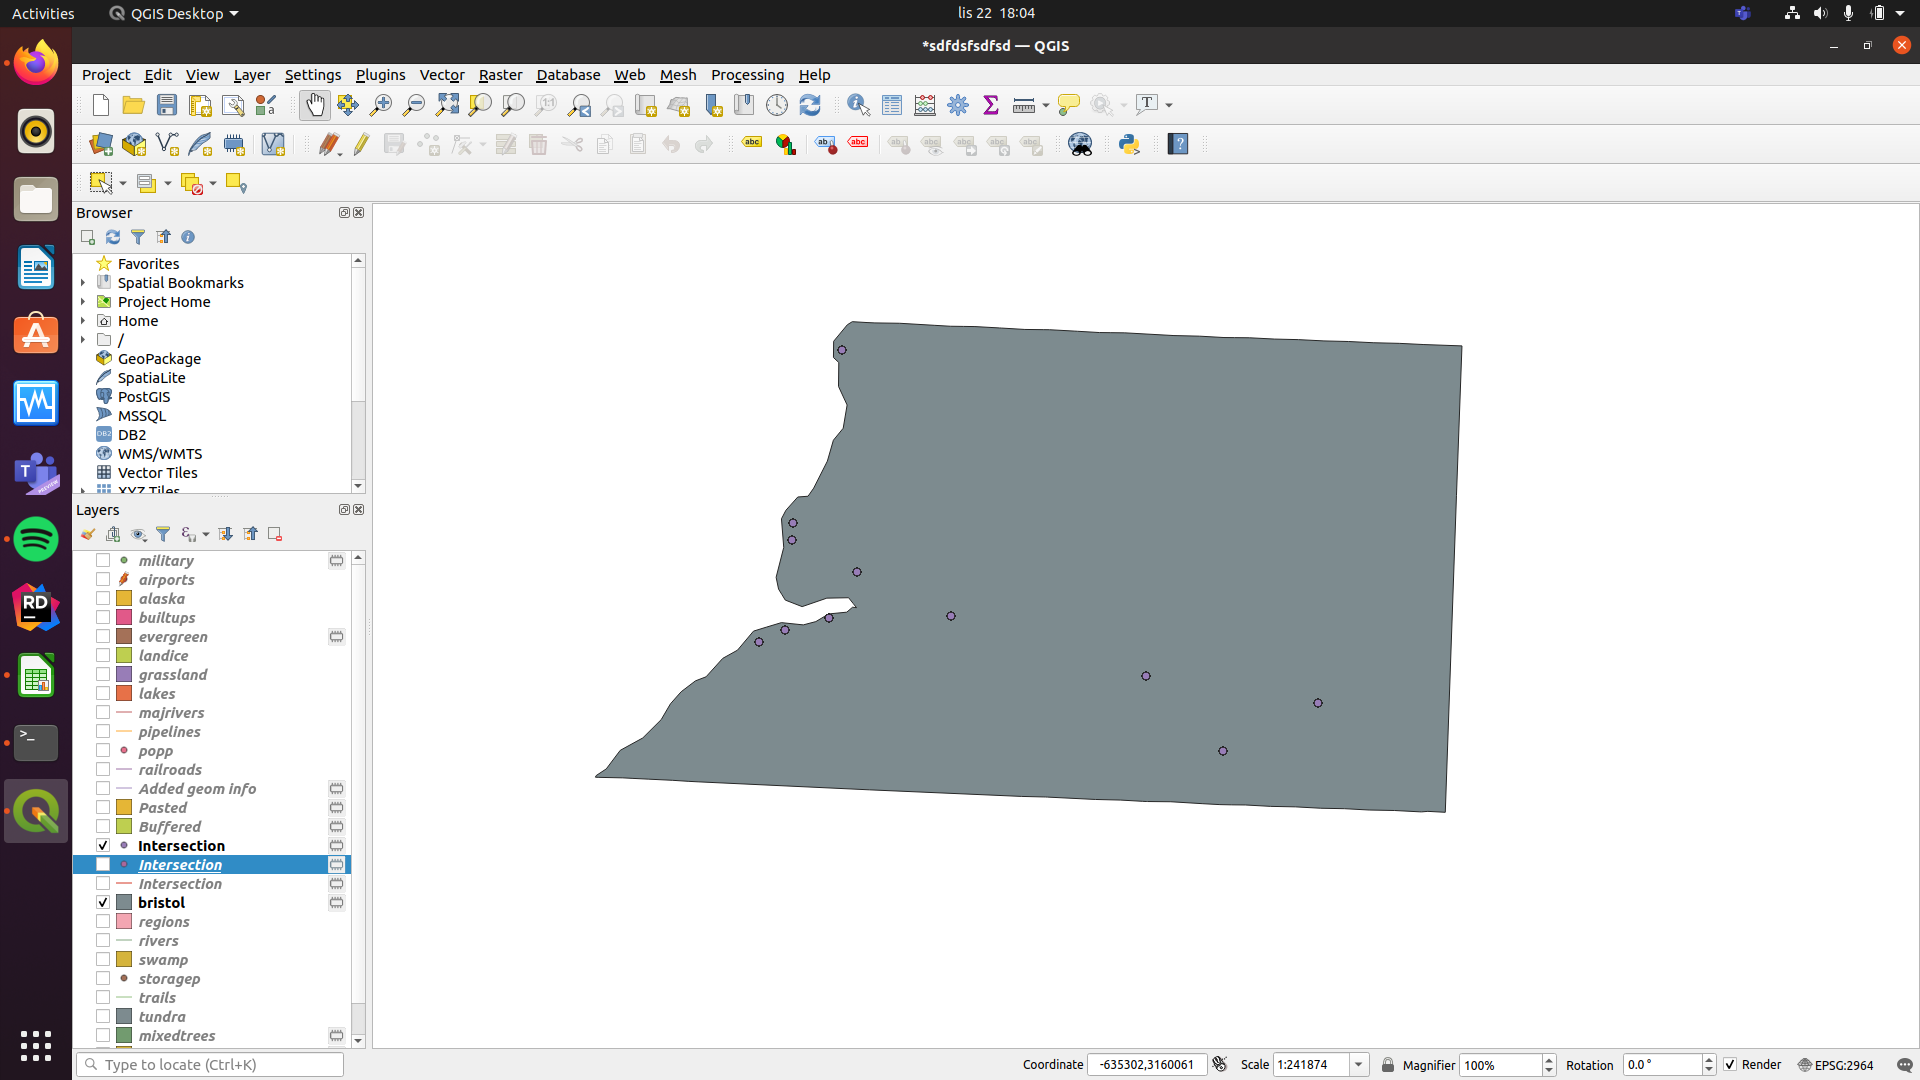 Activities
QGIS Desktop
lis 22 18:04
*sdfdsfsdfsd — QGIS
Project Edit View Layer Settings Plugins Vector Raster Database Web Mesh Processing Help
Browser
Favorites
Spatial Bookmarks
Project Home
Home
/
GeoPackage
SpatiaLite
PostGIS
MSSQL
DB2
WMS/WMTS
Vector Tiles
XYZ Tiles
Layers
military
airports
alaska
builtups
evergreen
landice
grassland
lakes
majrivers
pipelines
popp
railroads
Added geom info
Pasted
Buffered
Intersection
Intersection
Intersection
bristol
regions
rivers
swamp
storagep
trails
tundra
mixedtrees
Type to locate (Ctrl+K)
Coordinate -635302,3160061 Scale 1:241874 Magnifier 100% Rotation 0.0 ° Render EPSG:2964